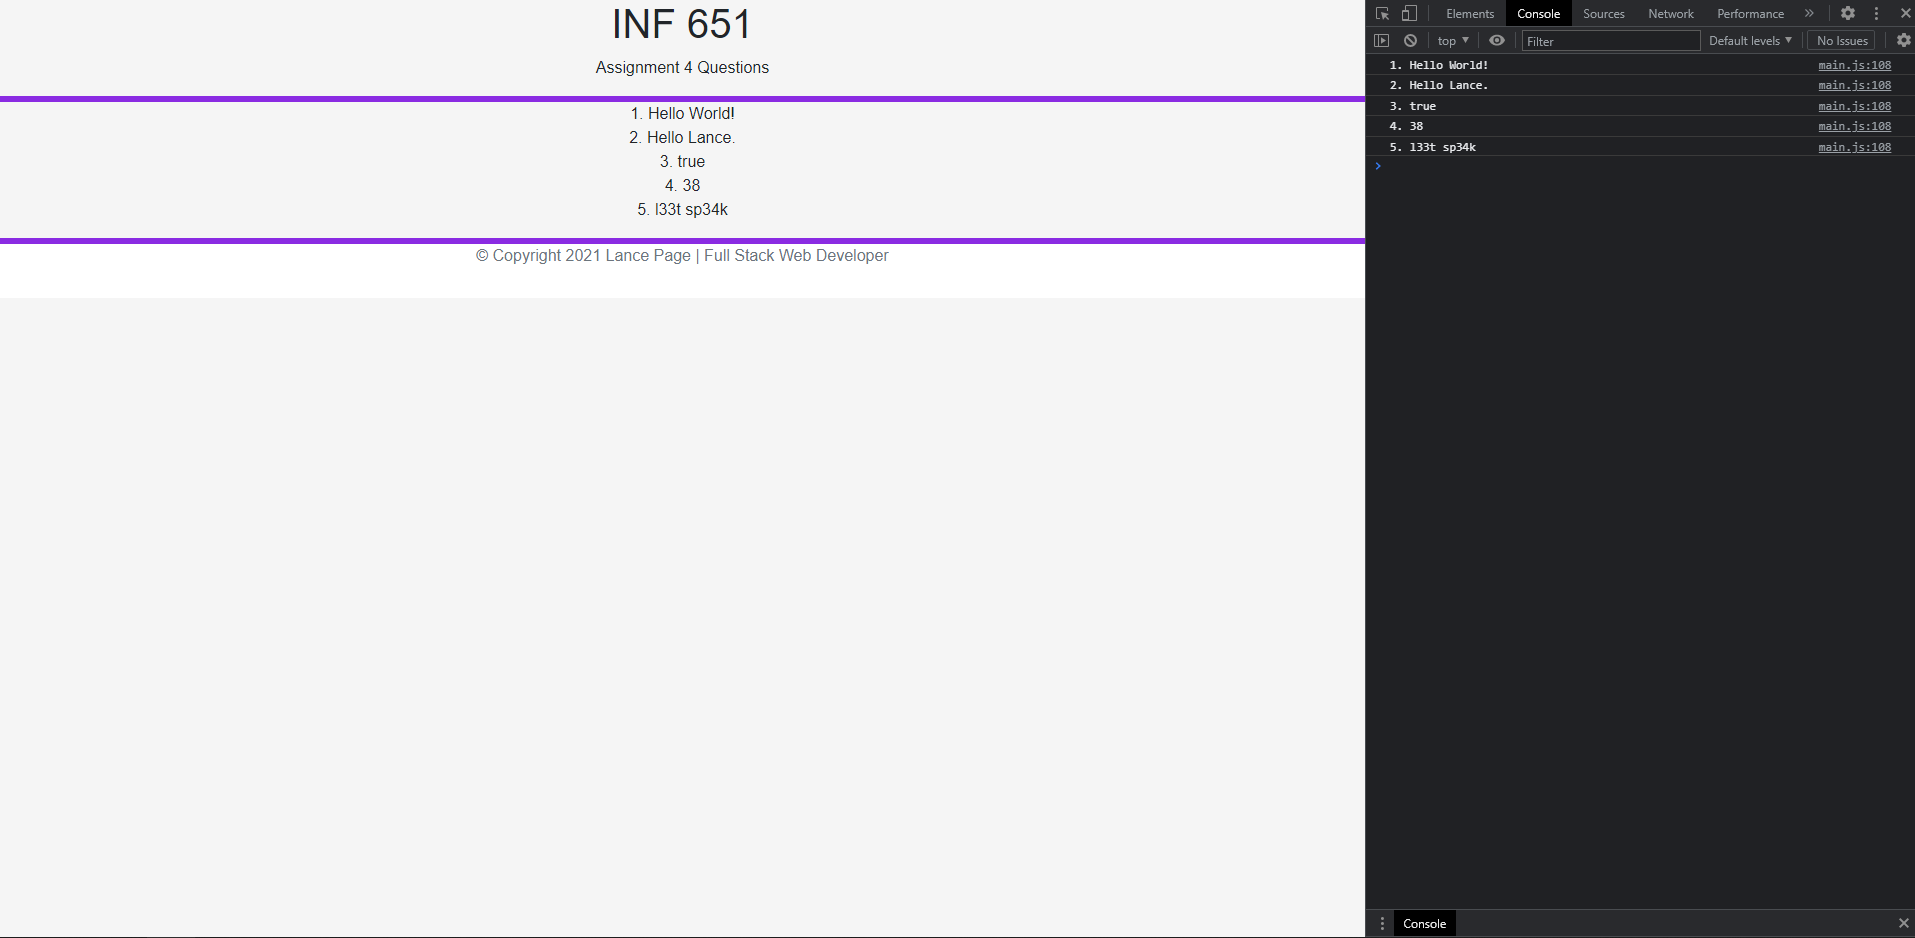 INF 651
Assignment 4 Questions
1. Hello World!
2. Hello Lance.
3. true
4. 38
5. l33t sp34k
© Copyright 2021 Lance Page | Full Stack Web Developer
Elements Console Sources Network Performance »
top ▼ Filter Default levels ▼ No Issues
1. Hello World! main.js:108
2. Hello Lance. main.js:108
3. true main.js:108
4. 38 main.js:108
5. l33t sp34k main.js:108
>
Console